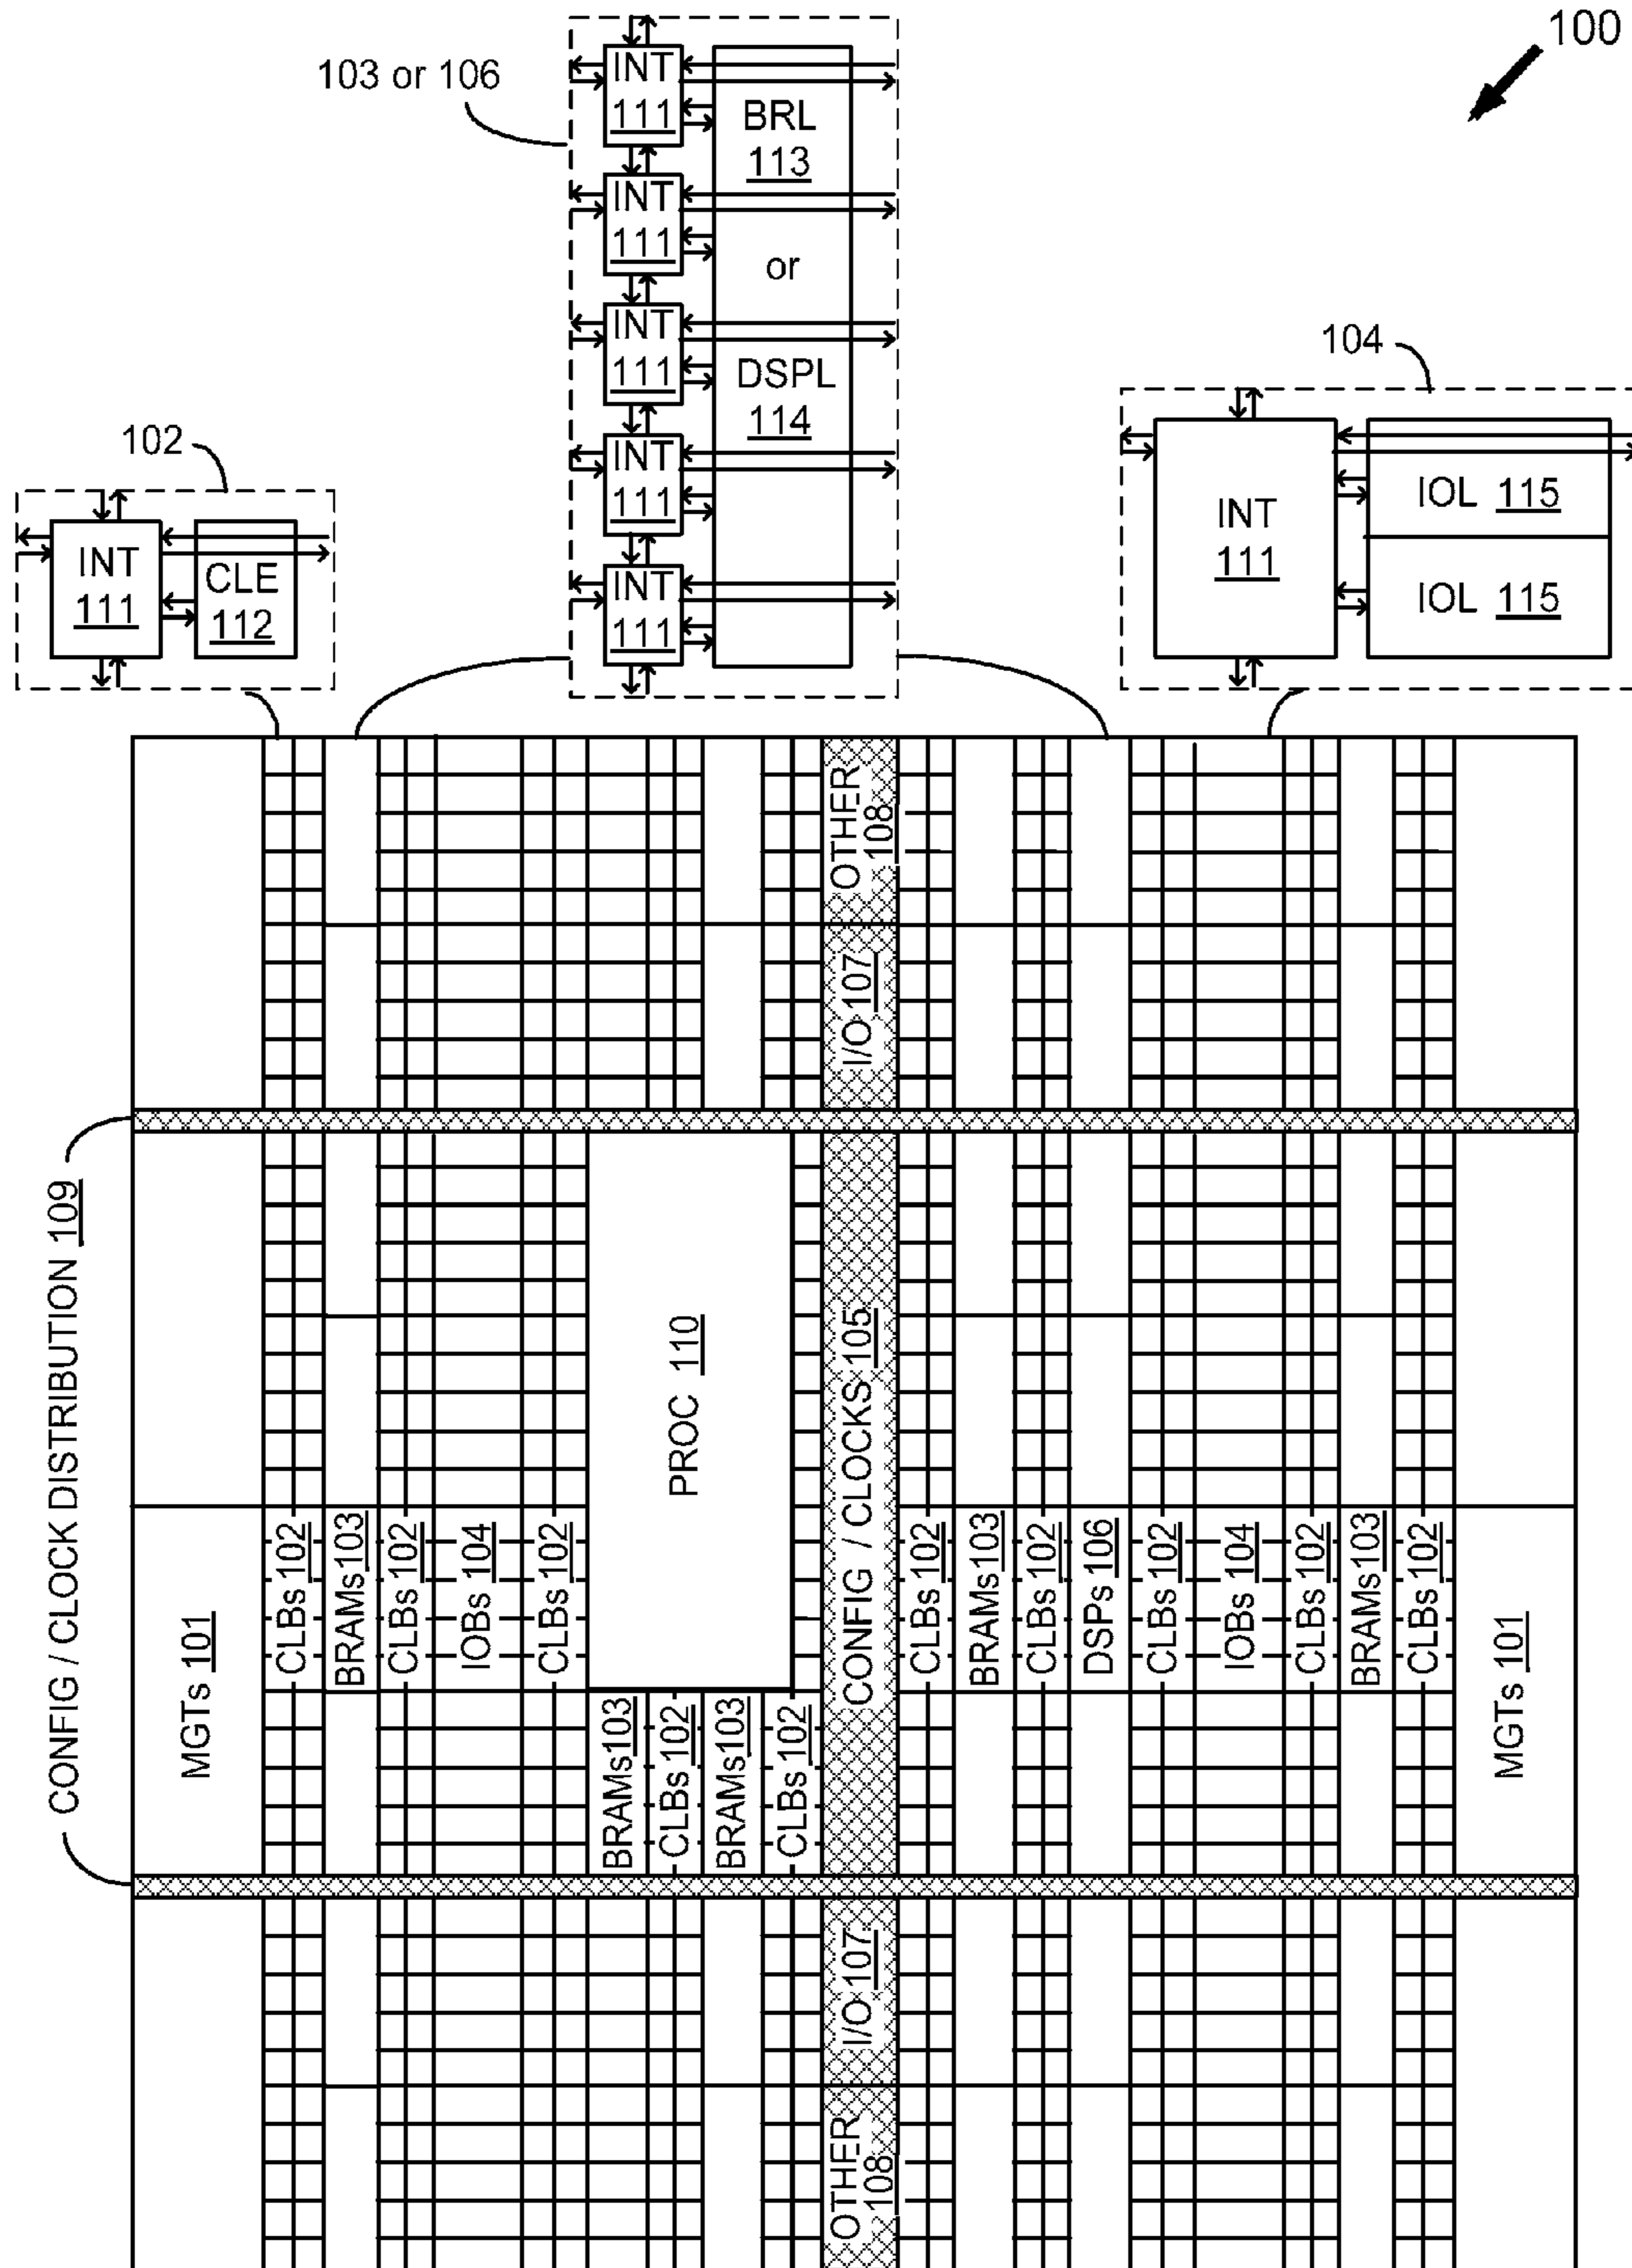 100
103 or 106
INT
111
INT
111
INT
111
INT
111
INT
111
BRL
113
or
DSPL
114
104
INT
111
IOL 115
IOL 115
102
INT
111
CLE
112
OTHER
108
I/O 107
CONFIG / CLOCK DISTRIBUTION 109
PROC 110
CONFIG / CLOCKS 105
MGTs 101
CLBs 102
BRAMs 103
CLBs 102
IOBs 104
CLBs 102
BRAMs 103
CLBs 102
BRAMs 103
CLBs 102
CLBs 102
BRAMs 103
CLBs 102
DSPs 106
CLBs 102
IOBs 104
CLBs 102
BRAMs 103
CLBs 102
MGTs 101
I/O 107
OTHER
108